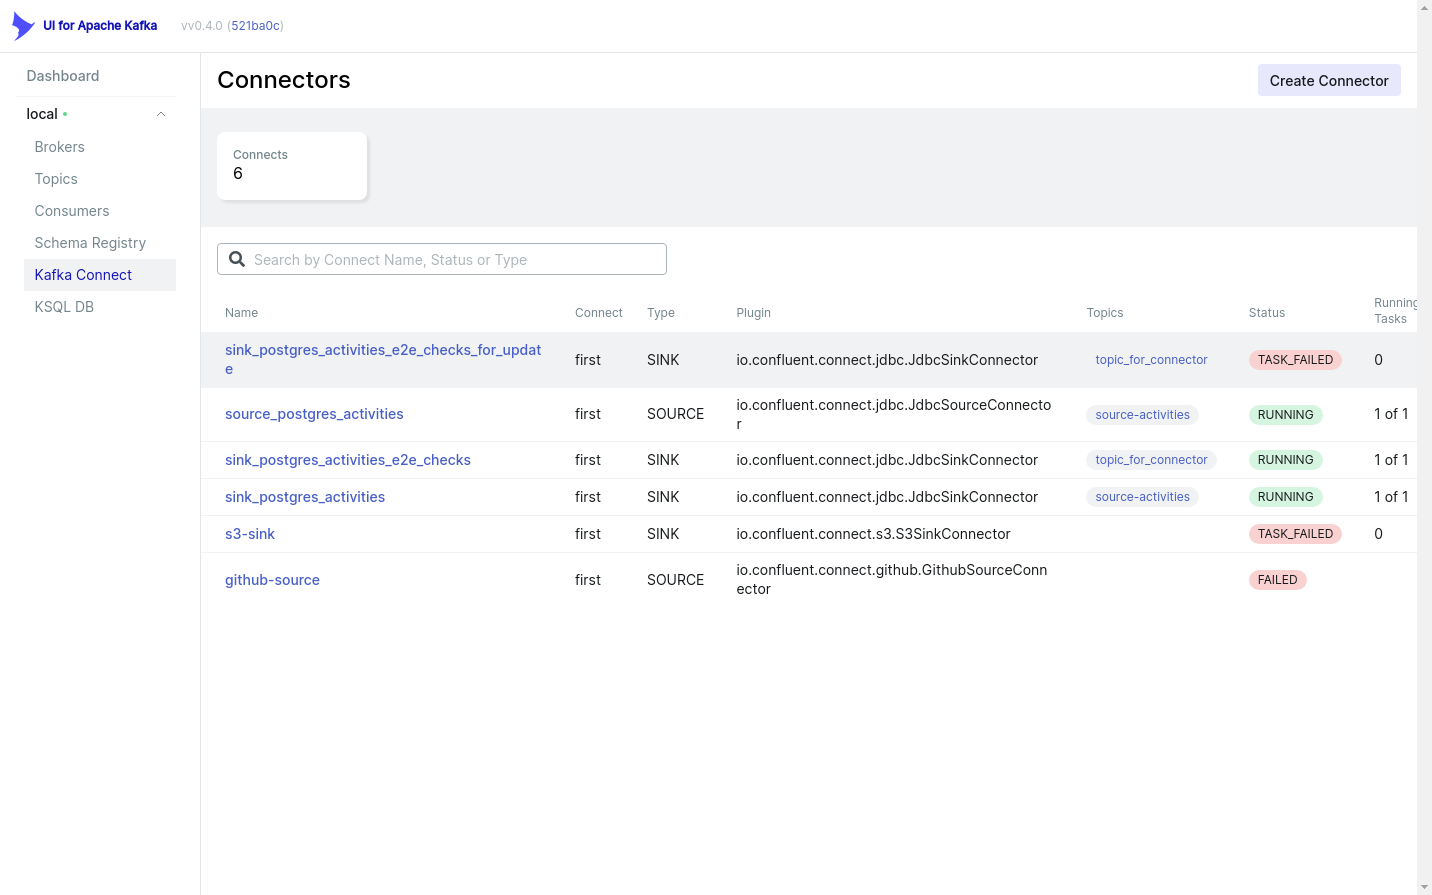 UI for Apache Kafka
vv0.4.0 (521ba0c)
Dashboard
local
Brokers
Topics
Consumers
Schema Registry
Kafka Connect
KSQL DB
Connectors
Create Connector
Connects
6
Search by Connect Name, Status or Type
Name Connect Type Plugin Topics Status Running
Tasks
sink_postgres_activities_e2e_checks_for_updat
e
first SINK io.confluent.connect.jdbc.JdbcSinkConnector topic_for_connector TASK_FAILED 0
source_postgres_activities first SOURCE io.confluent.connect.jdbc.JdbcSourceConnecto
r
source-activities RUNNING 1 of 1
sink_postgres_activities_e2e_checks first SINK io.confluent.connect.jdbc.JdbcSinkConnector topic_for_connector RUNNING 1 of 1
sink_postgres_activities first SINK io.confluent.connect.jdbc.JdbcSinkConnector source-activities RUNNING 1 of 1
s3-sink first SINK io.confluent.connect.s3.S3SinkConnector TASK_FAILED 0
github-source first SOURCE io.confluent.connect.github.GithubSourceConn
ector
FAILED